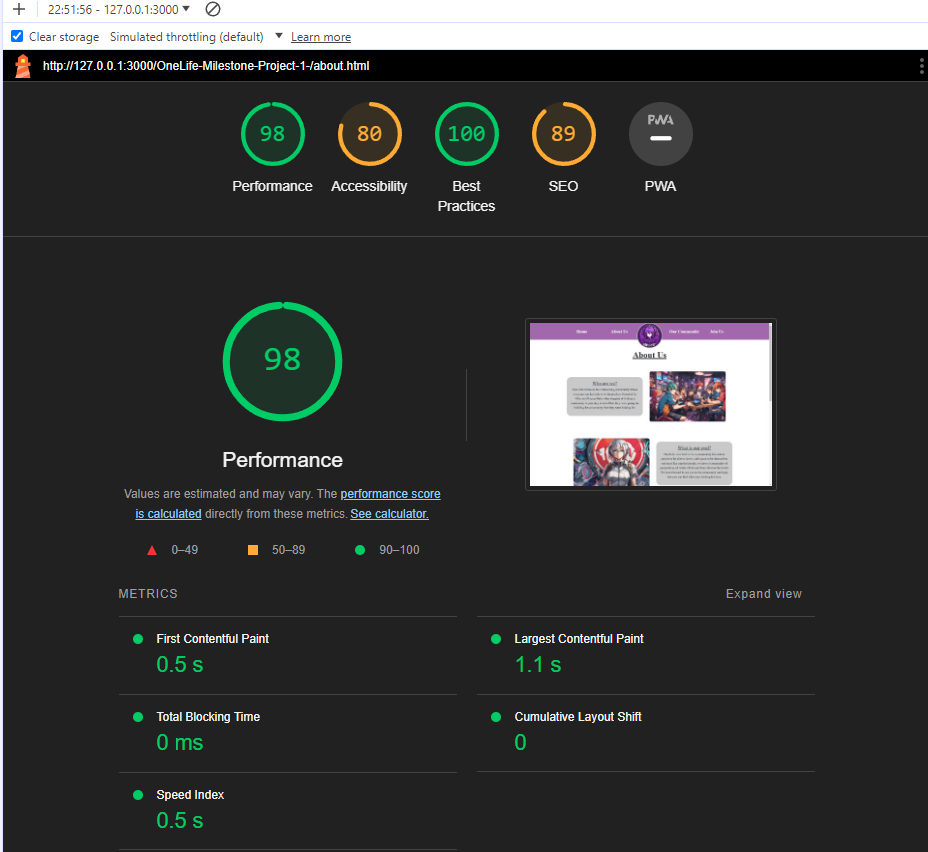 22:51:56 - 127.0.0.1:3000
Clear storage Simulated throttling (default) Learn more
http://127.0.0.1:3000/OneLife-Milestone-Project-1-/about.html
98 80 100 89 PWA
Performance Accessibility Best Practices SEO PWA
98
Performance
Values are estimated and may vary. The performance score
is calculated directly from these metrics. See calculator.
0–49 50–89 90–100
Home About Us Our Community Join Us
About Us
Who are we?
What is our goal?
METRICS Expand view
First Contentful Paint
0.5 s
Largest Contentful Paint
1.1 s
Total Blocking Time
0 ms
Cumulative Layout Shift
0
Speed Index
0.5 s